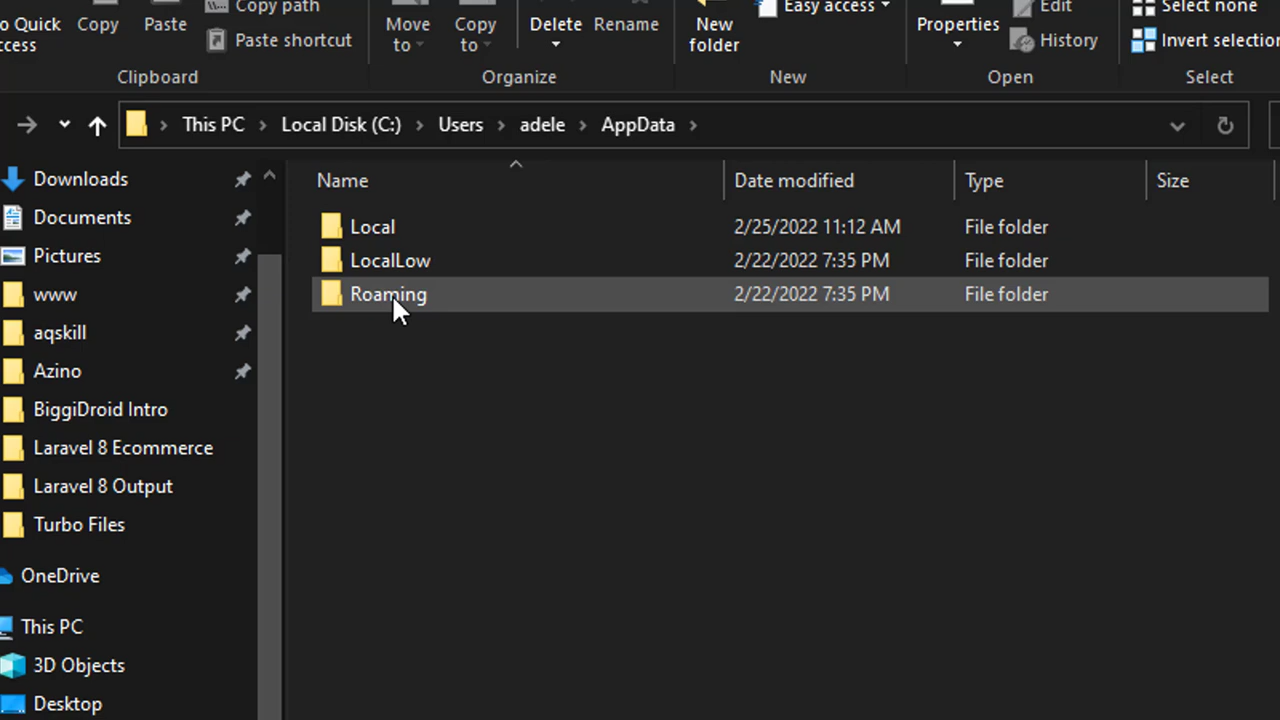 Copy path
Easy access
Edit
Select none
o Quick
ccess
Copy
Paste
Paste shortcut
Move
to
Copy
to
Delete
Rename
New
folder
Properties
History
Invert selection
Clipboard
Organize
New
Open
Select
This PC
Local Disk (C:)
Users
adele
AppData
Name
Date modified
Type
Size
Downloads
Documents
Pictures
www
aqskill
Azino
BiggiDroid Intro
Laravel 8 Ecommerce
Laravel 8 Output
Turbo Files
OneDrive
This PC
3D Objects
Desktop
Local 2/25/2022 11:12 AM File folder
LocalLow 2/22/2022 7:35 PM File folder
Roaming 2/22/2022 7:35 PM File folder